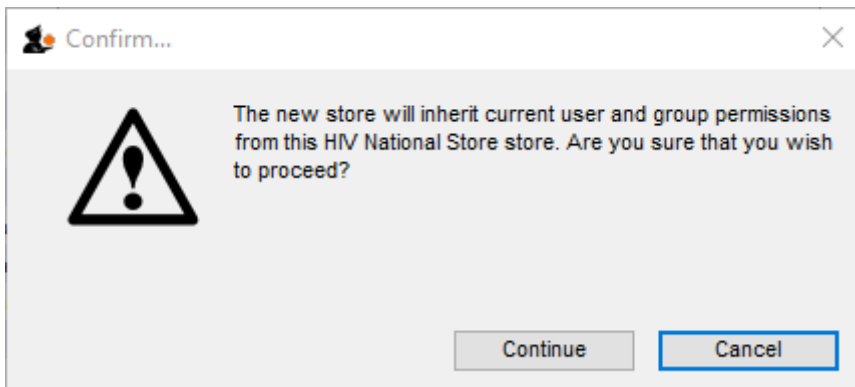 Confirm...
The new store will inherit current user and group permissions
from this HIV National Store store. Are you sure that you wish
to proceed?
Continue
Cancel